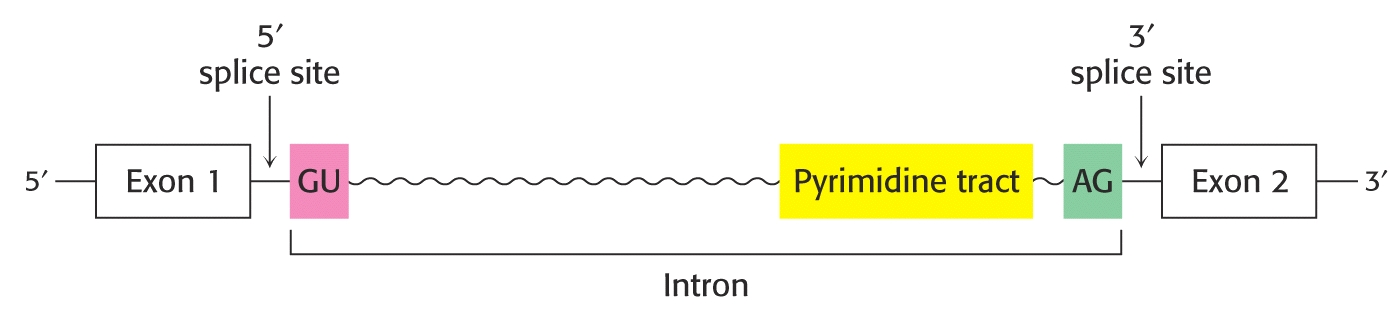 5′
splice site
3′
splice site
5′ Exon 1 GU Pyrimidine tract AG Exon 2 3′
Intron